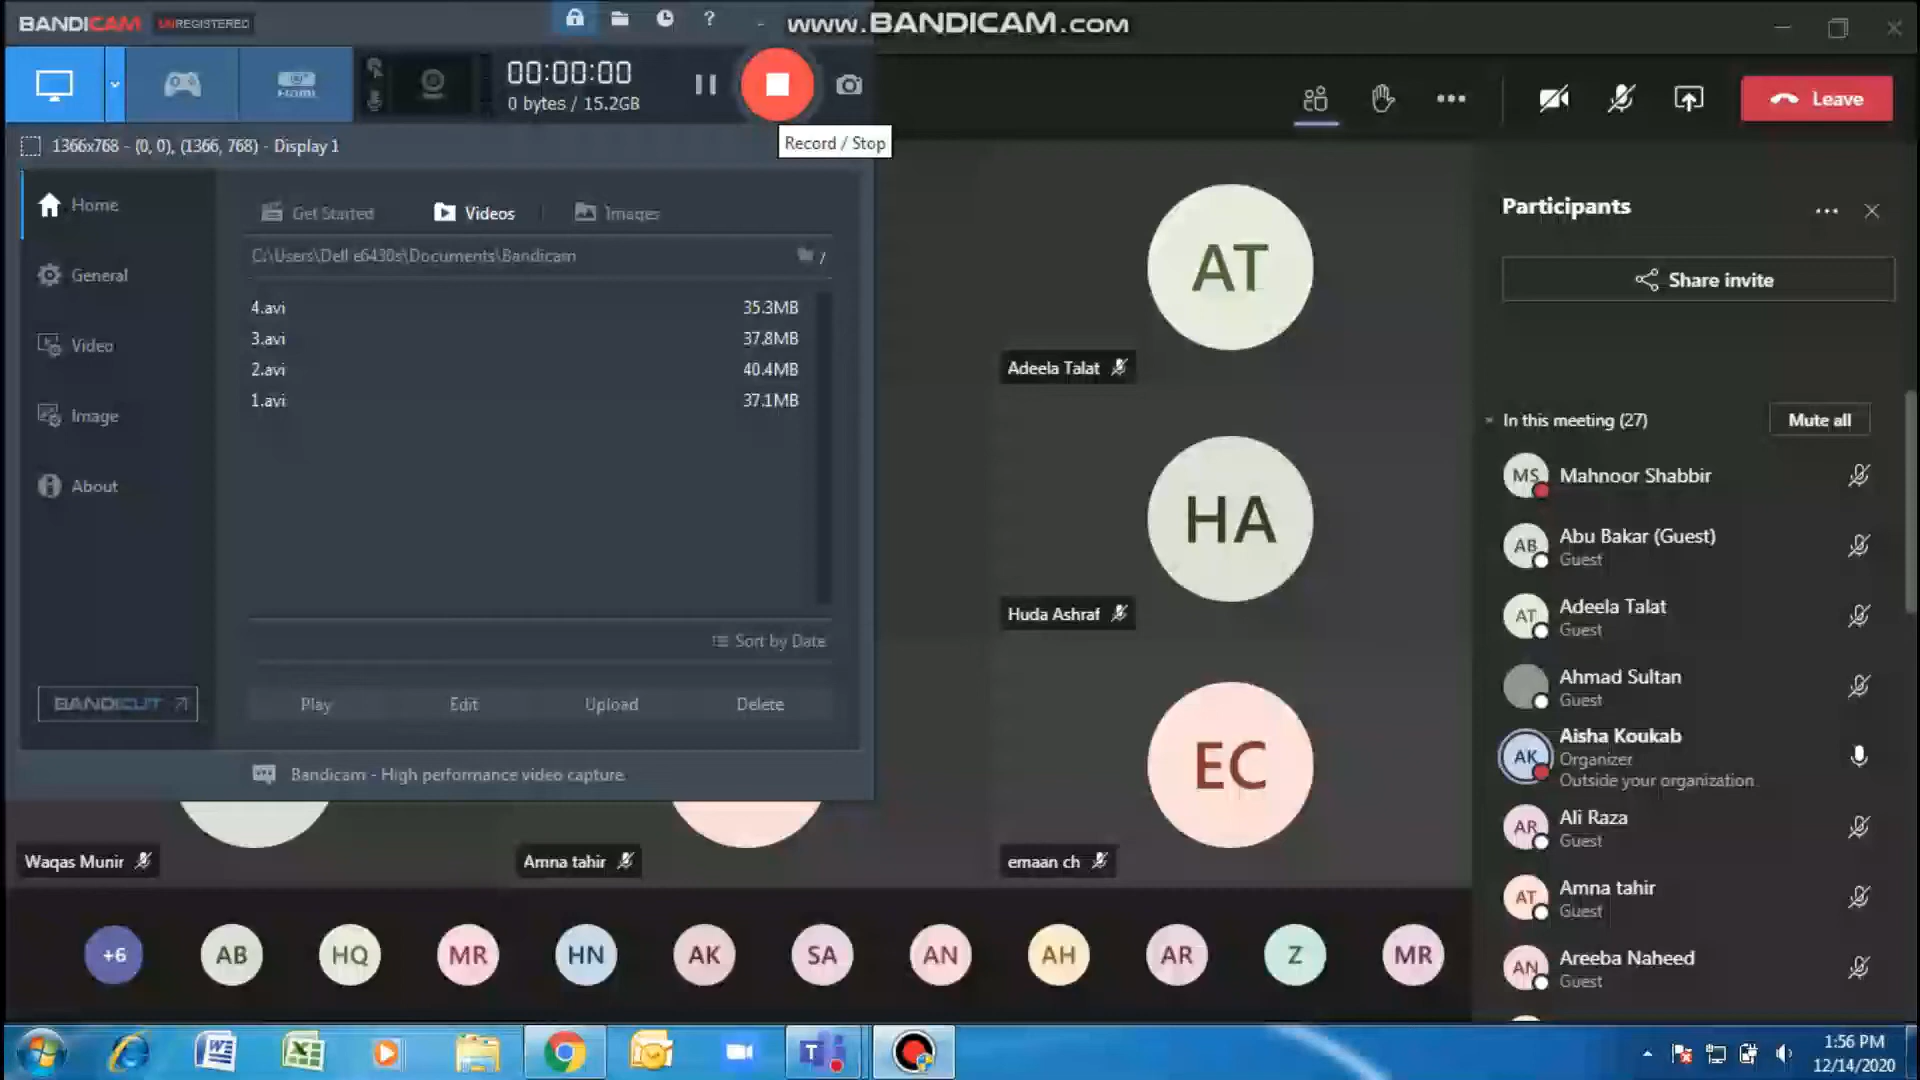 BANDICAM UNREGISTERED
www.BANDICAM.COM
HDMI
00:00:00
0 bytes / 15.2GB
Record / Stop
Leave
1366x768 - (0, 0), (1366, 768) - Display 1
Home
General
Video
Image
About
BANDICUT
Get Started
Videos
Images
C:\Users\Dell e6430s\Documents\Bandicam
4.avi 35.3MB
3.avi 37.8MB
2.avi 40.4MB
1.avi 37.1MB
Sort by Date
Play
Edit
Upload
Delete
Bandicam - High performance video capture
AT
Adeela Talat
HA
Huda Ashraf
EC
emaan ch
Waqas Munir
Amna tahir
+6
AB
HQ
MR
HN
AK
SA
AN
AH
AR
Z
MR
Participants
Share invite
In this meeting (27)
Mute all
MS Mahnoor Shabbir
AB Abu Bakar (Guest)
Guest
AT Adeela Talat
Guest
Ahmad Sultan
Guest
AK Aisha Koukab
Organizer
Outside your organization
AR Ali Raza
Guest
AT Amna tahir
Guest
AN Areeba Naheed
Guest
1:56 PM
12/14/2020